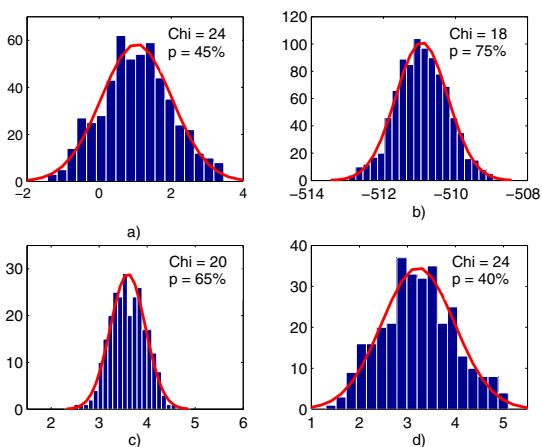 Chi = 24
p = 45%
60
40
20
0
−2 0 2 4
a)
Chi = 18
p = 75%
120
100
80
60
40
20
0
−514 −512 −510 −508
b)
Chi = 20
p = 65%
30
20
10
0
2 3 4 5 6
c)
Chi = 24
p = 40%
40
30
20
10
0
1 2 3 4 5
d)